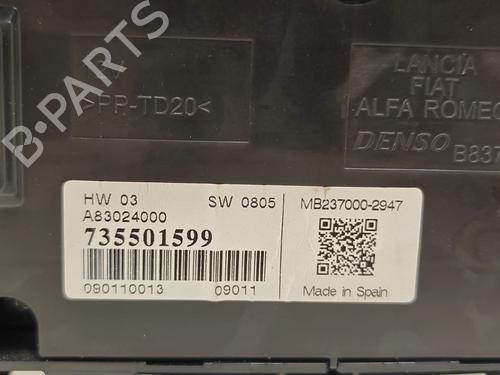 >PP-TD20<
LANCIA
FIAT
ALFA ROMEO
DENSO
B837
HW 03
SW 0805
A83024000
735501599
090110013
09011
MB237000-2947
Made in Spain
B-PARTS